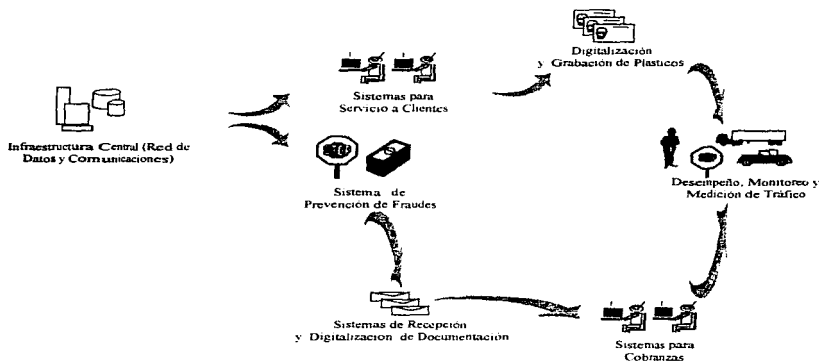 Digitalización
y Grabación de Plasticos
Sistemas para
Servicio a Clientes
Infraestructura Central (Red de
Datos y Comunicaciones)
Sistema de
Prevención de Fraudes
Desempeño, Monitoreo y
Medición de Tráfico
Sistemas de Recepción
y Digitalizacion de Documentación
Sistemas para
Cobranzas